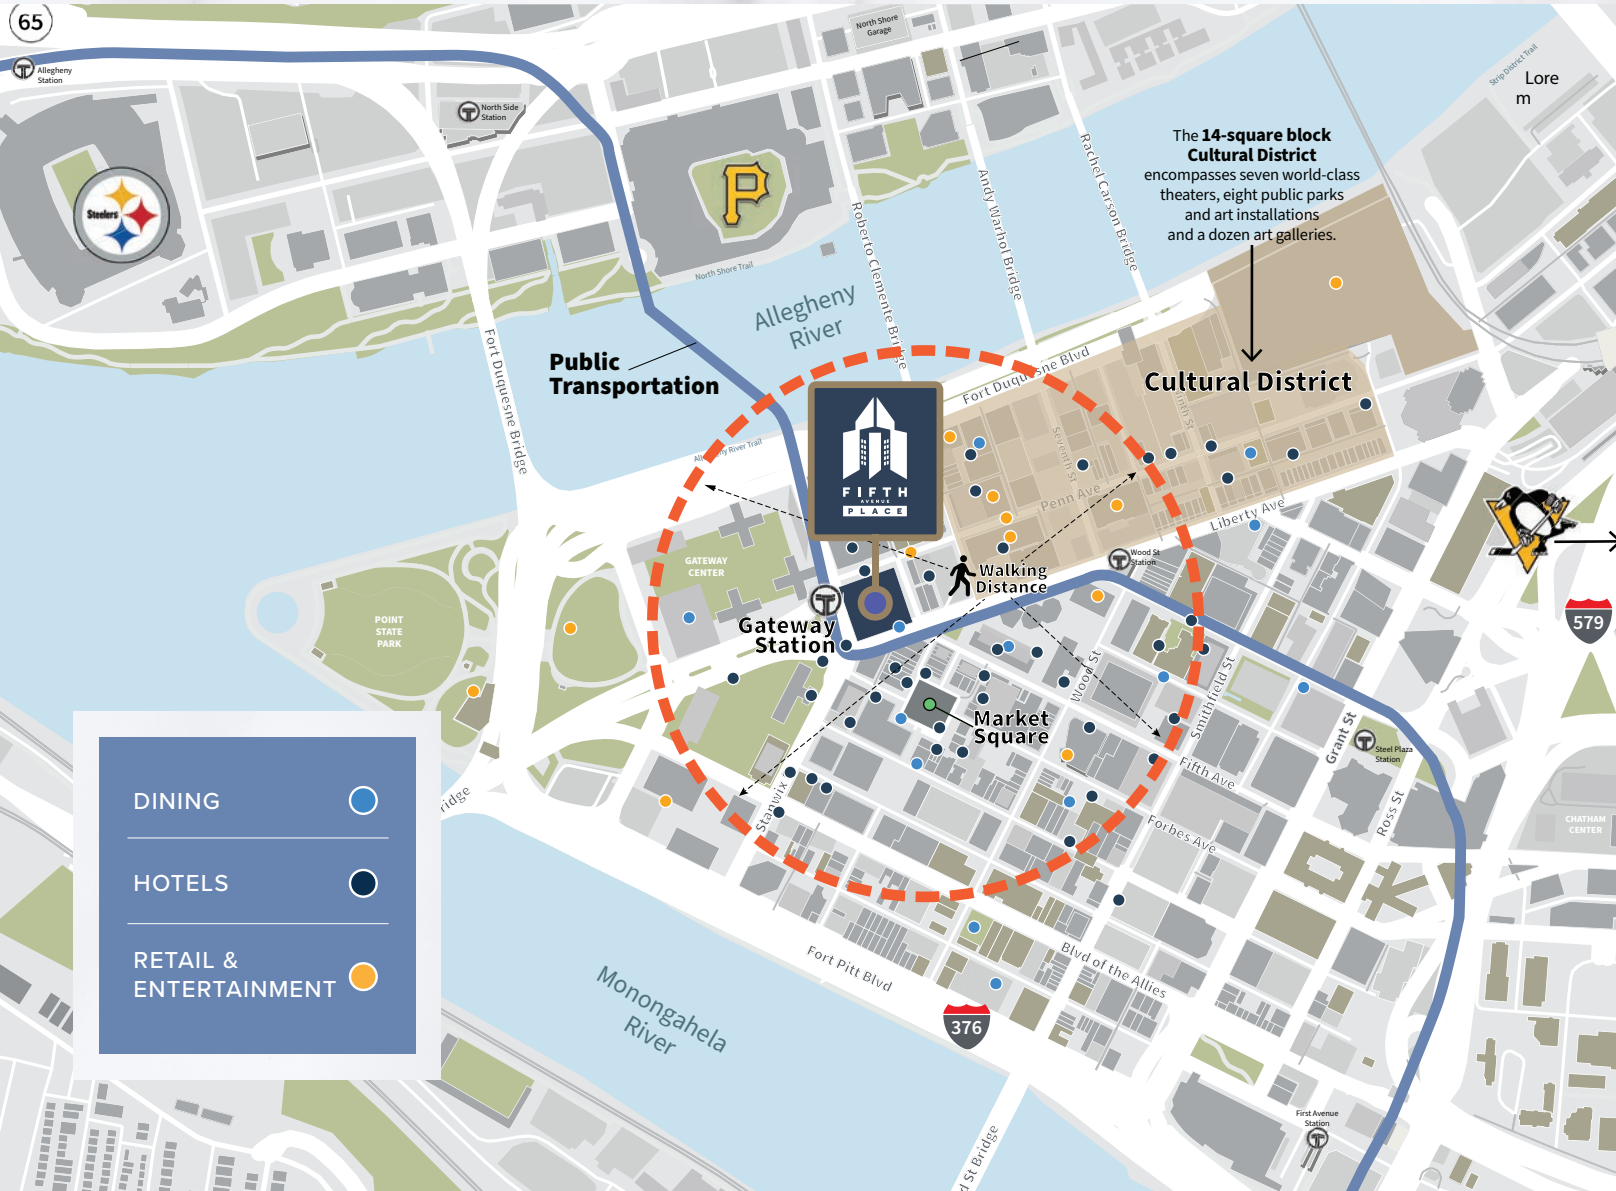 65
Allegheny
Station
North Side
Station
North Shore
Garage
Steelers
P
Strip District Trail
Lore
m
The 14-square block
Cultural District
encompasses seven world-class
theaters, eight public parks
and art installations
and a dozen art galleries.
Rachel Carson Bridge
Andy Warhol Bridge
Roberto Clemente Bridge
North Shore Trail
Allegheny
River
Fort Duquesne Bridge
Public
Transportation
Fort Duquesne Blvd
Cultural District
Allegheny River Trail
FIFTH
AVENUE
PLACE
Seventh St
Penn Ave
Liberty Ave
GATEWAY
CENTER
Wood St
Station
Walking
Distance
POINT
STATE
PARK
Gateway
Station
579
Wood St
Smithfield St
Market
Square
Grant St
Steel Plaza
Station
Fifth Ave
Stanwix
Ross St
Forbes Ave
CHATHAM
CENTER
ridge
DINING
HOTELS
RETAIL &
ENTERTAINMENT
Fort Pitt Blvd
Blvd of the Allies
Monongahela
River
376
First Avenue
Station
d St Bridge